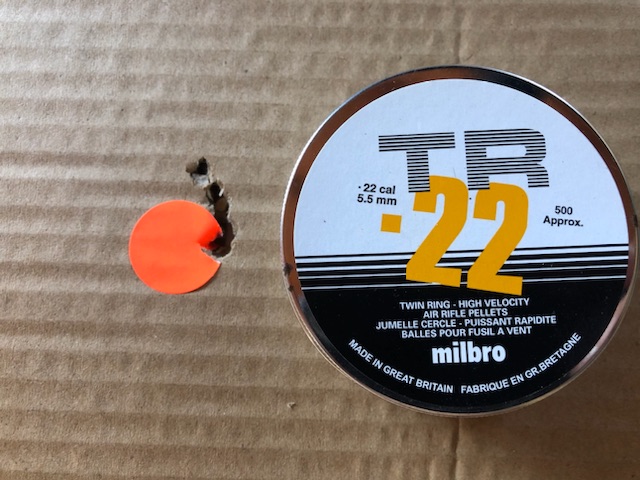 TR
.22
· 22 cal
5.5 mm
500
Approx.
TWIN RING - HIGH VELOCITY
AIR RIFLE PELLETS
JUMELLE CERCLE - PUISSANT RAPIDITE
BALLES POUR FUSIL A VENT
milbro
MADE IN GREAT BRITAIN FABRIQUE EN GR.BRETAGNE